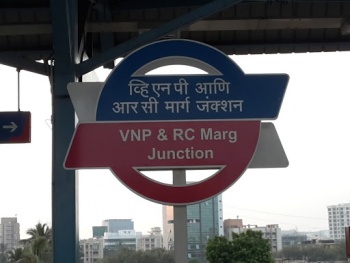 व्हि एन पी आणि
आर सी मार्ग जंक्शन
VNP & RC Marg
Junction